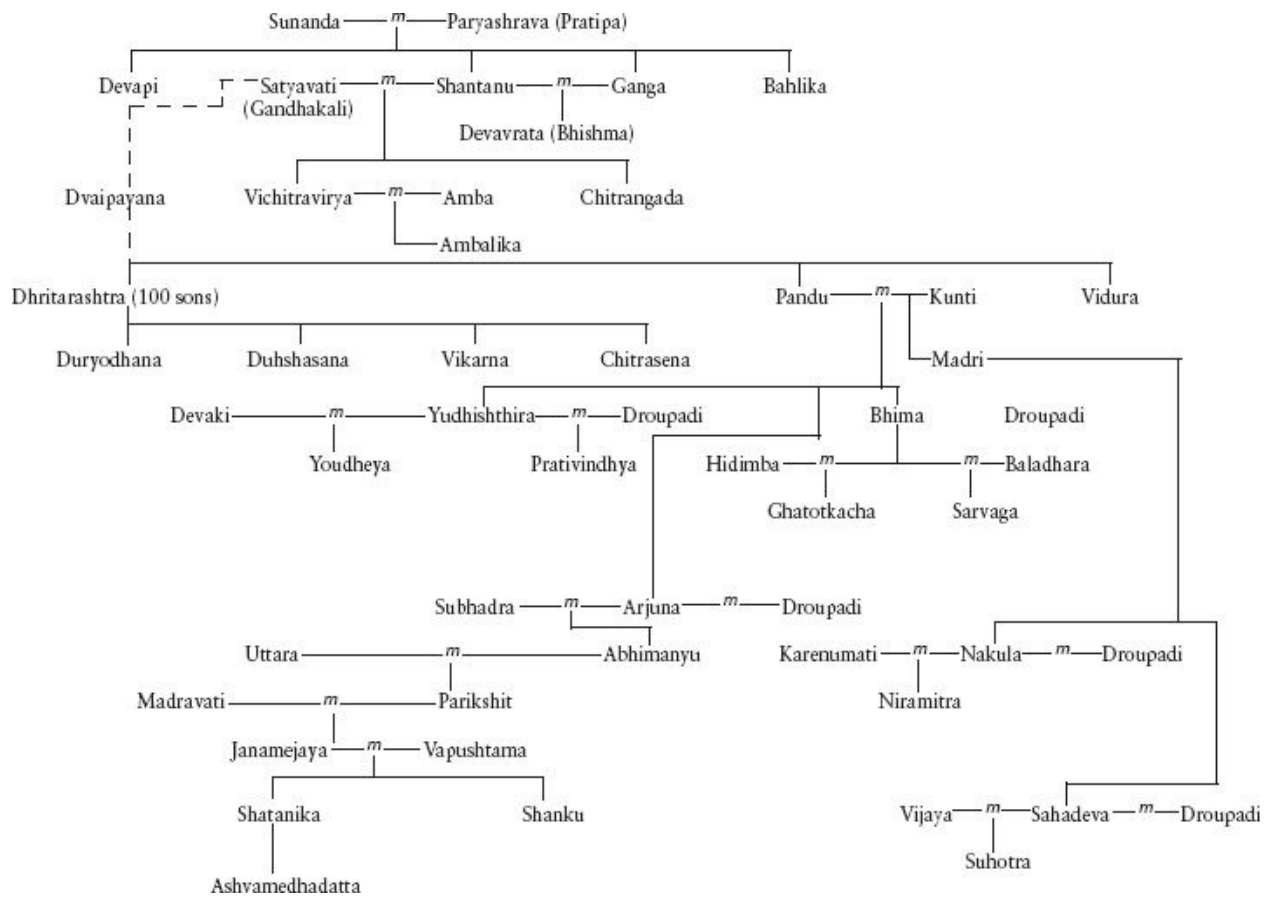 Sunanda m Paryashrava (Pratipa)
Devapi Satyavati m Shantanu m Ganga Bahlika
(Gandhakali)
Devavrata (Bhishma)
Dvaipayana Vichitravirya m Amba Chitrangada
Ambalika
Dhritarashtra (100 sons) Pandu m Kunti Vidura
Duryodhana Duhshasana Vikarna Chitrasena Madri
Devaki m Yudhishthira m Droupadi Bhima Droupadi
Youdheya Prativindhya Hidimba m m Baladhara
Ghatotkacha Sarvaga
Subhadra m Arjuna m Droupadi
Uttara m Abhimanyu Karenumati m Nakula m Droupadi
Madravati m Parikshit Niramitra
Janamejaya m Vapushtama
Shatanika Shanku Vijaya m Sahadeva m Droupadi
Suhotra
Ashvamedhadatta